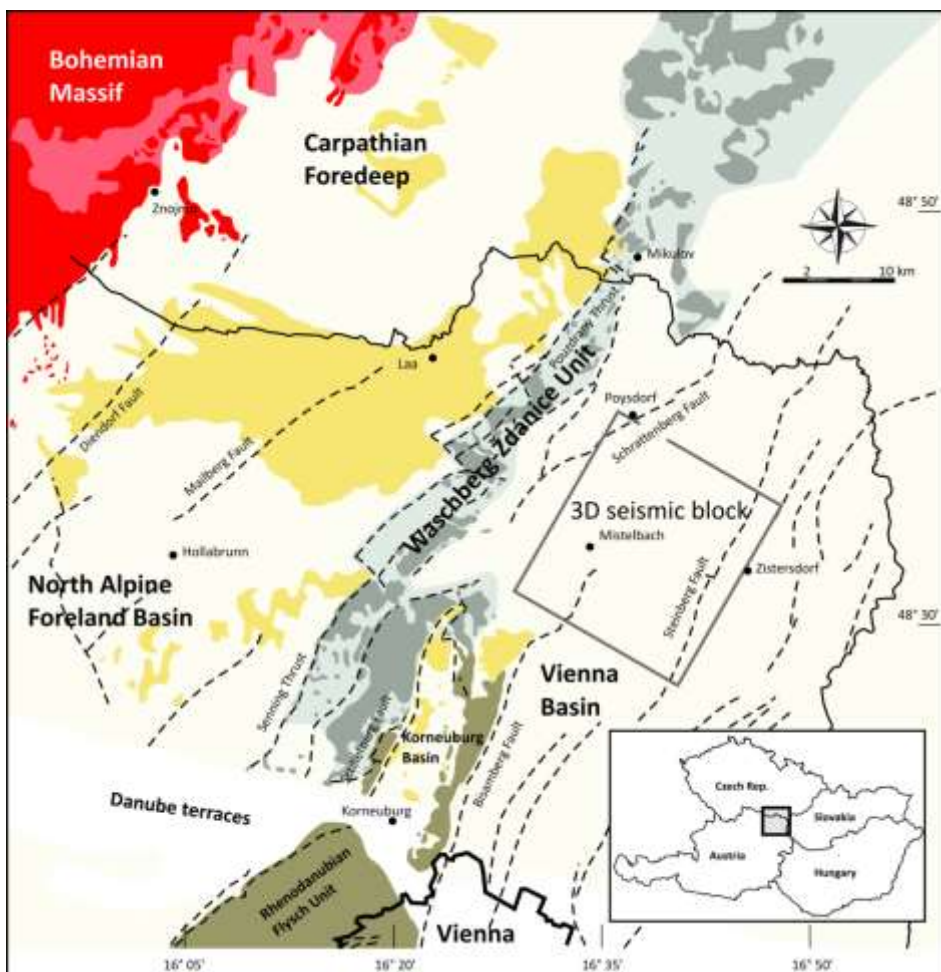 Bohemian
Massif
Carpathian
Foredeep
Znojmo
48° 50'
Mikulov
2 10 km
Pouzdrany Thrust
Laa
Waschberg Zdanice Unit
Poysdorf
Schrattenberg Fault
Diendorf Fault
Mailberg Fault
3D seismic block
Mistelbach
Hollabrunn
Zistersdorf
Steinberg Fault
North Alpine
Foreland Basin
48° 30'
Senning Thrust
Vienna
Basin
Fault
Korneuburg
Basin
Bisamberg Fault
Danube terraces
Korneuburg
Czech Rep.
Slovakia
Austria
Hungary
Rhenodanubian
Flysch Unit
Vienna
16° 05'
16° 20'
16° 35'
16° 50'